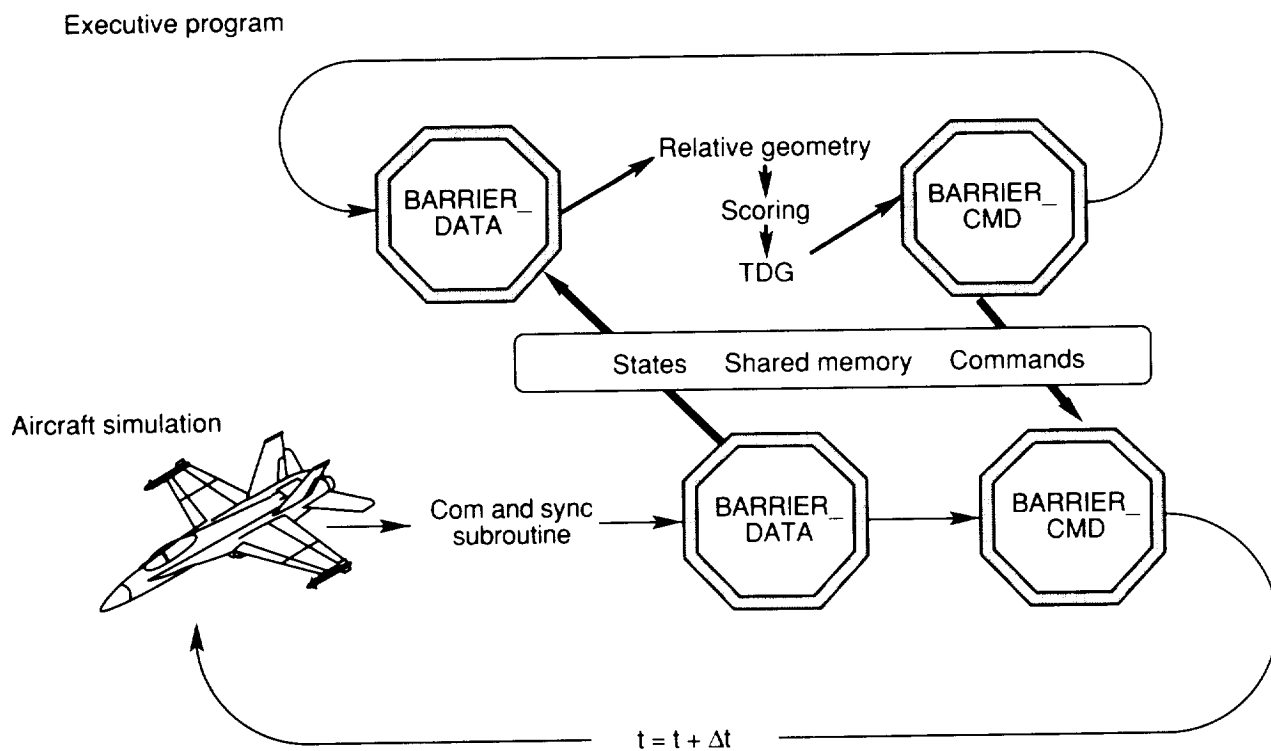 Executive program
BARRIER_
DATA
Relative geometry
Scoring
TDG
BARRIER_
CMD
States Shared memory Commands
Aircraft simulation
Com and sync
subroutine
BARRIER_
DATA
BARRIER_
CMD
t = t + Δt